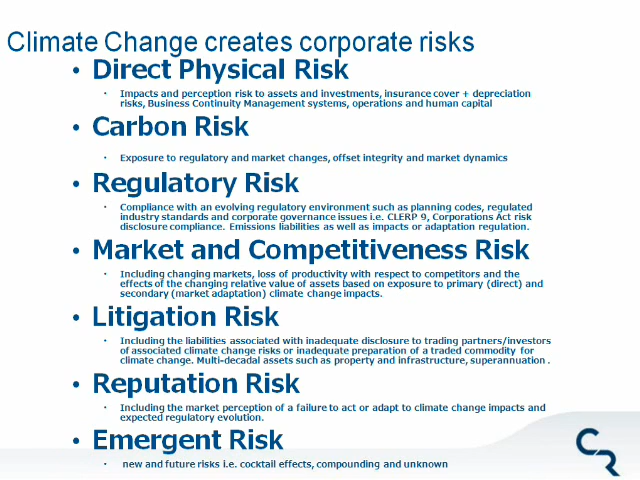 Climate Change creates corporate risks
• Direct Physical Risk
• Impacts and perception risk to assets and investments, insurance cover + depreciation
risks, Business Continuity Management systems, operations and human capital
• Carbon Risk
• Exposure to regulatory and market changes, offset integrity and market dynamics
• Regulatory Risk
• Compliance with an evolving regulatory environment such as planning codes, regulated
industry standards and corporate governance issues i.e. CLERP 9, Corporations Act risk
disclosure compliance. Emissions liabilities as well as impacts or adaptation regulation.
• Market and Competitiveness Risk
• Including changing markets, loss of productivity with respect to competitors and the
effects of the changing relative value of assets based on exposure to primary (direct) and
secondary (market adaptation) climate change impacts.
• Litigation Risk
• Including the liabilities associated with inadequate disclosure to trading partners/investors
of associated climate change risks or inadequate preparation of a traded commodity for
climate change. Multi-decadal assets such as property and infrastructure, superannuation .
• Reputation Risk
• Including the market perception of a failure to act or adapt to climate change impacts and
expected regulatory evolution.
• Emergent Risk
• new and future risks i.e. cocktail effects, compounding and unknown
CR